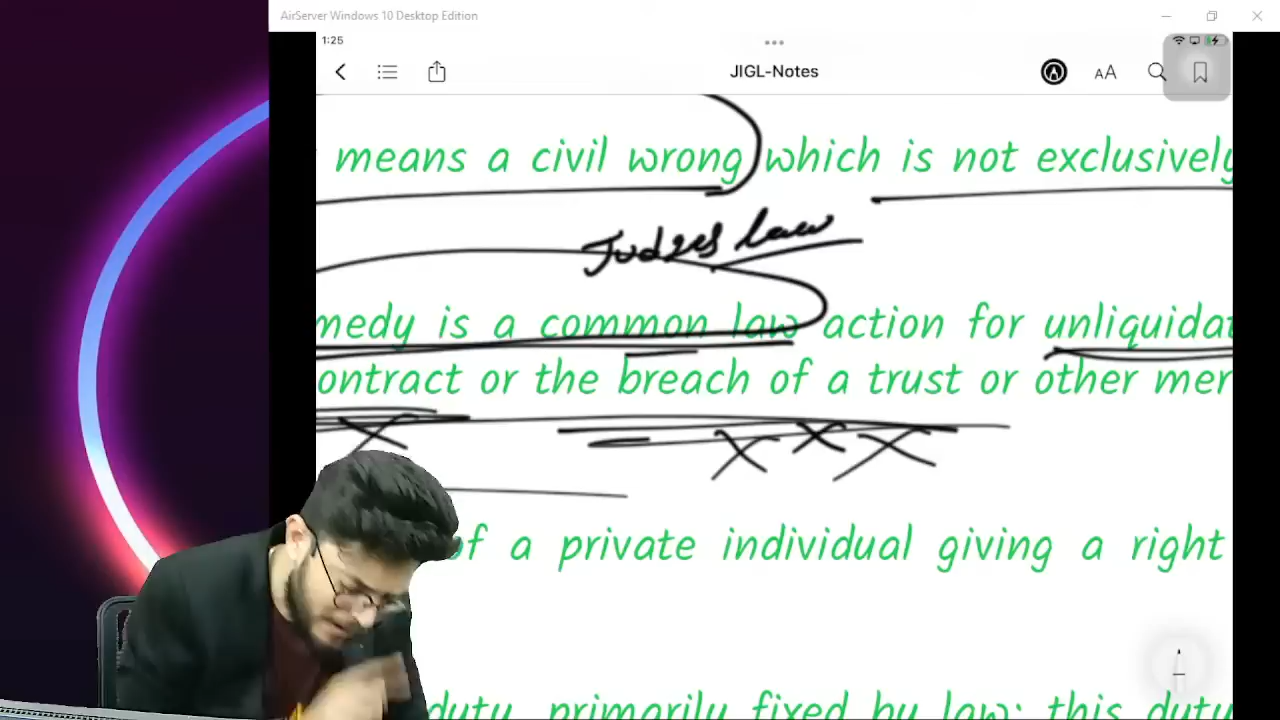 AirServer Windows 10 Desktop Edition
1:25
JIGL-Notes
AA
means a civil wrong which is not exclusively
Judges law
medy is a common law action for unliquidat
ontract or the breach of a trust or other mer
of a private individual giving a right
duty, primarily fixed by law; this duty